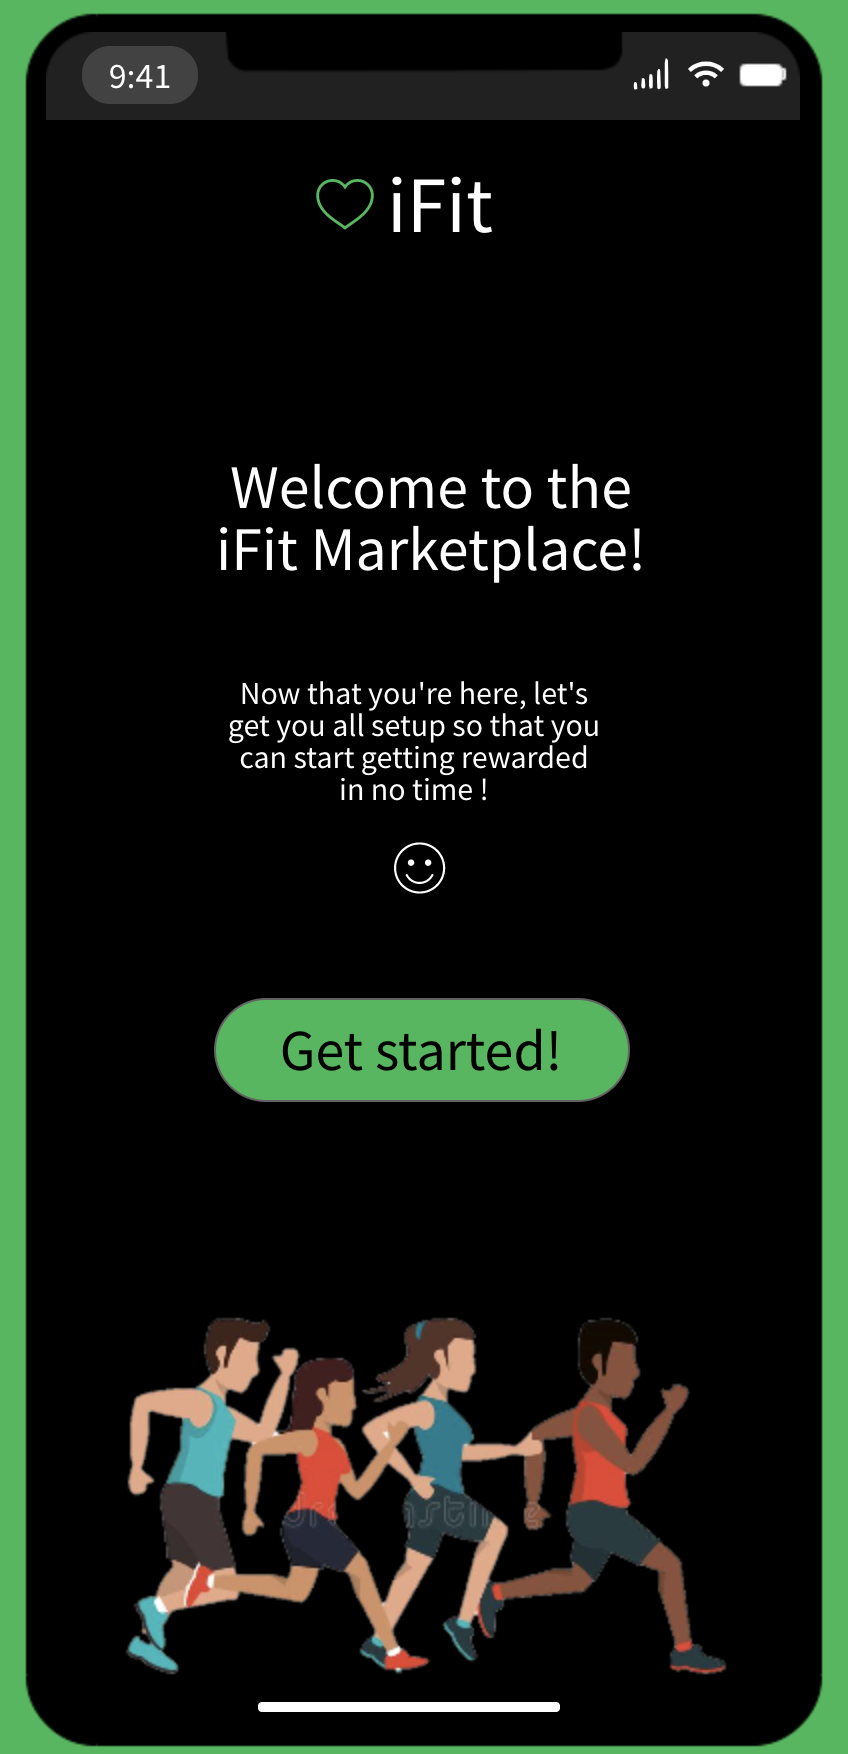 9:41
iFit
Welcome to the
iFit Marketplace!
Now that you're here, let's
get you all setup so that you
can start getting rewarded
in no time !
Get started!